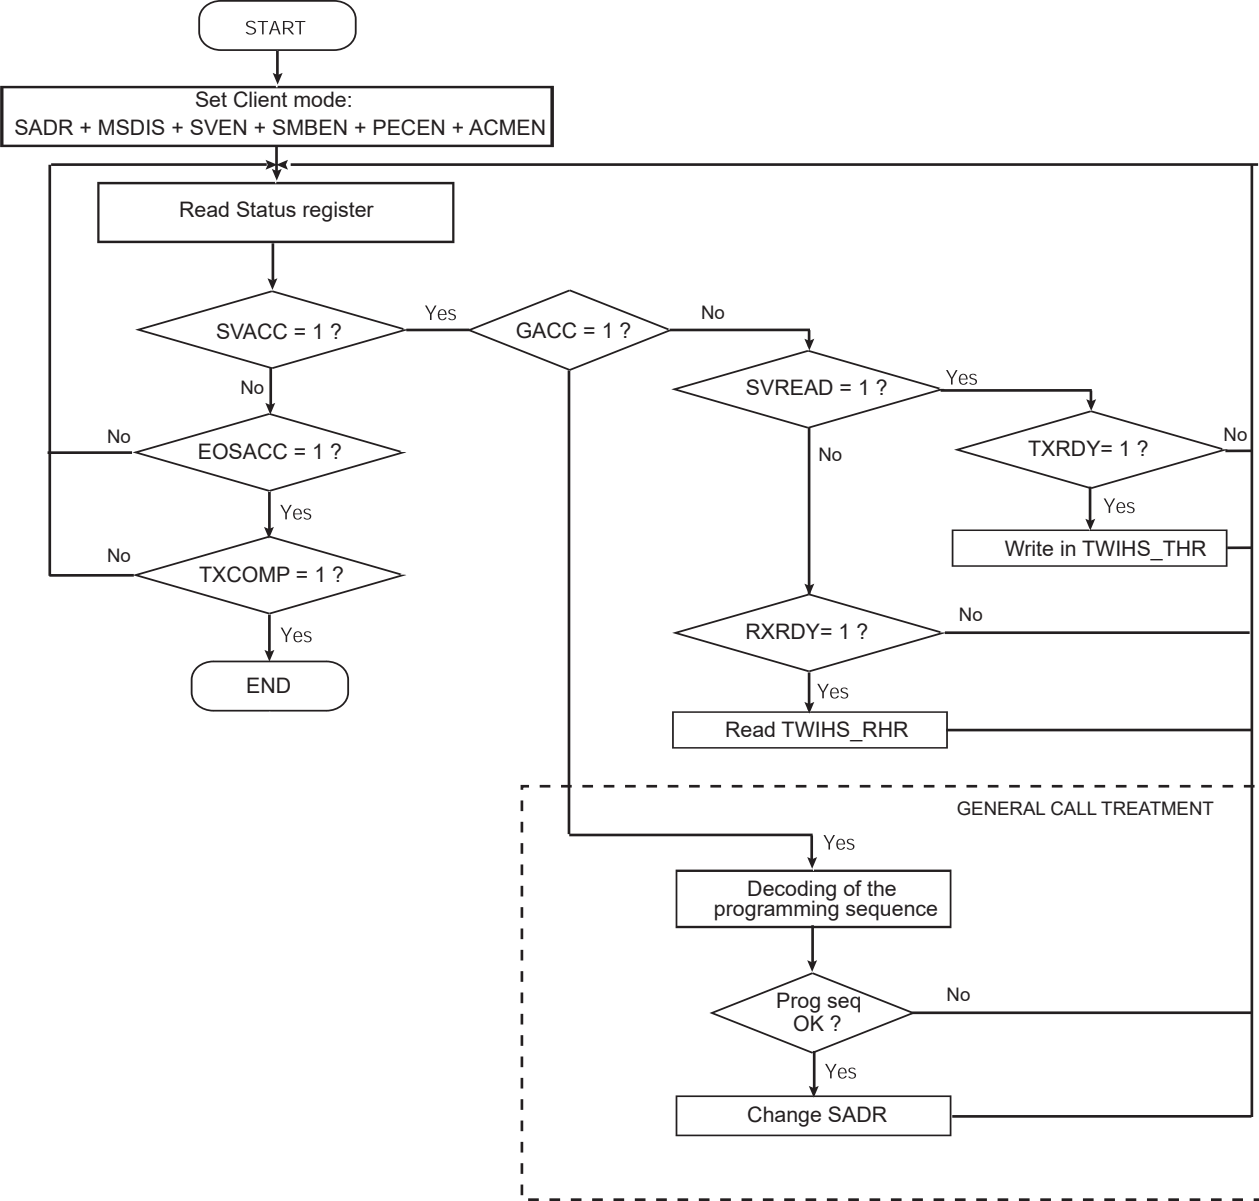 START
Set Client mode:
SADR + MSDIS + SVEN + SMBEN + PECEN + ACMEN
Read Status register
SVACC = 1 ?
Yes
GACC = 1 ?
No
SVREAD = 1 ?
Yes
No
EOSACC = 1 ?
No
No
TXRDY= 1 ?
No
Yes
Yes
Write in TWIHS_THR
TXCOMP = 1 ?
No
Yes
RXRDY= 1 ?
No
END
Yes
Read TWIHS_RHR
GENERAL CALL TREATMENT
Yes
Decoding of the
programming sequence
Prog seq
OK ?
No
Yes
Change SADR